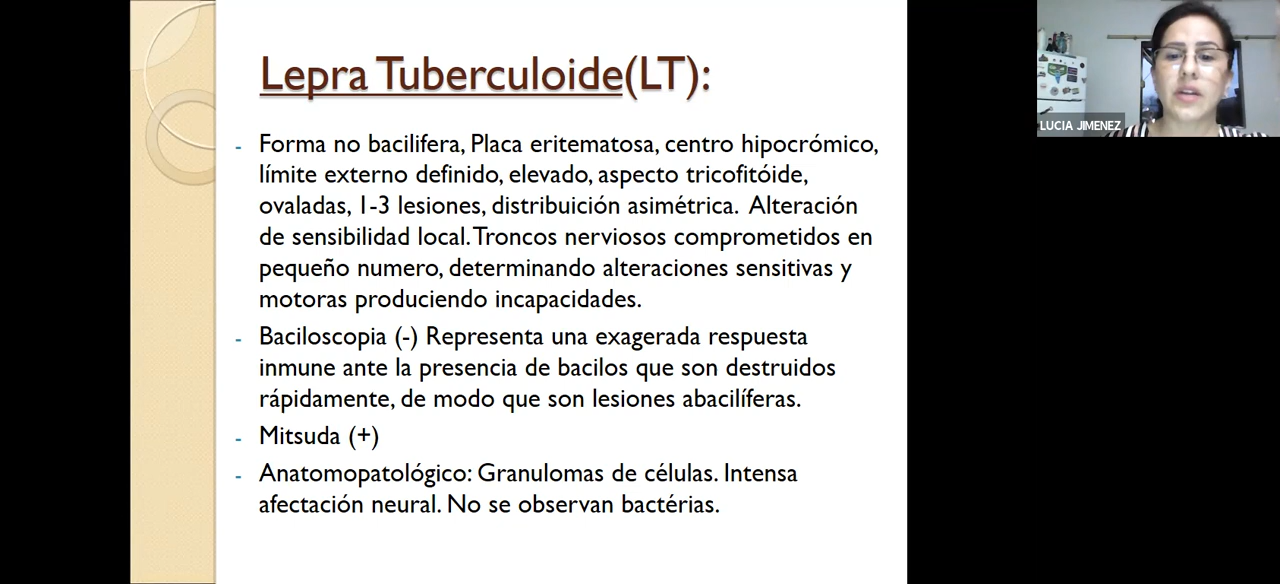 Lepra Tuberculoide(LT):
- Forma no bacilifera, Placa eritematosa, centro hipocrómico,
límite externo definido, elevado, aspecto tricofitóide,
ovaladas, 1-3 lesiones, distribuición asimétrica. Alteración
de sensibilidad local. Troncos nerviosos comprometidos en
pequeño numero, determinando alteraciones sensitivas y
motoras produciendo incapacidades.
- Baciloscopia (-) Representa una exagerada respuesta
inmune ante la presencia de bacilos que son destruidos
rápidamente, de modo que son lesiones abacilíferas.
- Mitsuda (+)
- Anatomopatológico: Granulomas de células. Intensa
afectación neural. No se observan bactérias.
LUCIA JIMENEZ